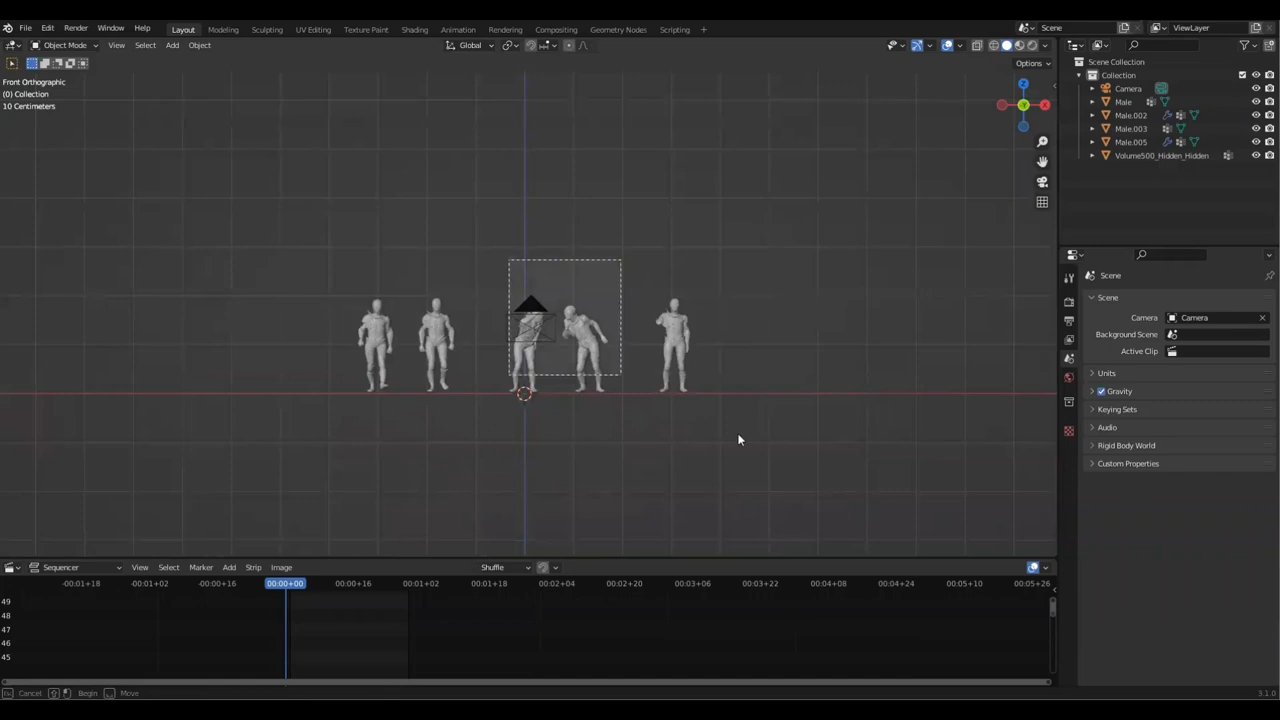 File Edit Render Window Help Layout Modeling Sculpting UV Editing Texture Paint Shading Animation Rendering Compositing Geometry Nodes Scripting + Scene ViewLayer
Object Mode View Select Add Object Global
Options
Front Orthographic
(0) Collection
10 Centimeters
Z
X
Y
Scene Collection
Collection
Camera
Male
Male.002
Male.003
Male.005
Volume500_Hidden_Hidden
Scene
Scene
Camera Camera
Background Scene
Active Clip
Units
Gravity
Keying Sets
Audio
Rigid Body World
Custom Properties
Sequencer View Select Marker Add Strip Image Shuffle
-00:01+18 -00:01+02 -00:00+16 00:00+00 00:00+16 00:01+02 00:01+18 00:02+04 00:02+20 00:03+06 00:03+22 00:04+08 00:04+24 00:05+10 00:05+26
49
48
47
46
45
Cancel Begin Move 3.1.0